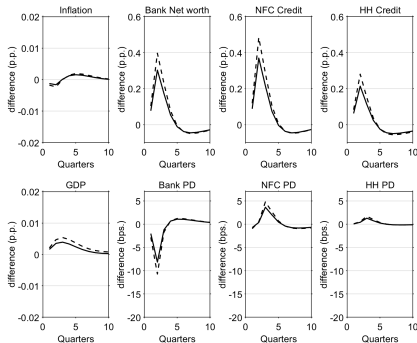 Inflation
Bank Net worth
NFC Credit
HH Credit
difference (p.p.)
0.02
0.01
0
-0.01
-0.02
0
5
10
Quarters
difference (p.p.)
0.6
0.4
0.2
0
0
5
10
Quarters
difference (p.p.)
0.6
0.4
0.2
0
0
5
10
Quarters
difference (p.p.)
0.6
0.4
0.2
0
0
5
10
Quarters
GDP
Bank PD
NFC PD
HH PD
difference (p.p.)
0.02
0.01
0
-0.01
-0.02
0
5
10
Quarters
difference (bps.)
5
0
-5
-10
-15
-20
0
5
10
Quarters
difference (bps.)
5
0
-5
-10
-15
-20
0
5
10
Quarters
difference (bps.)
5
0
-5
-10
-15
-20
0
5
10
Quarters